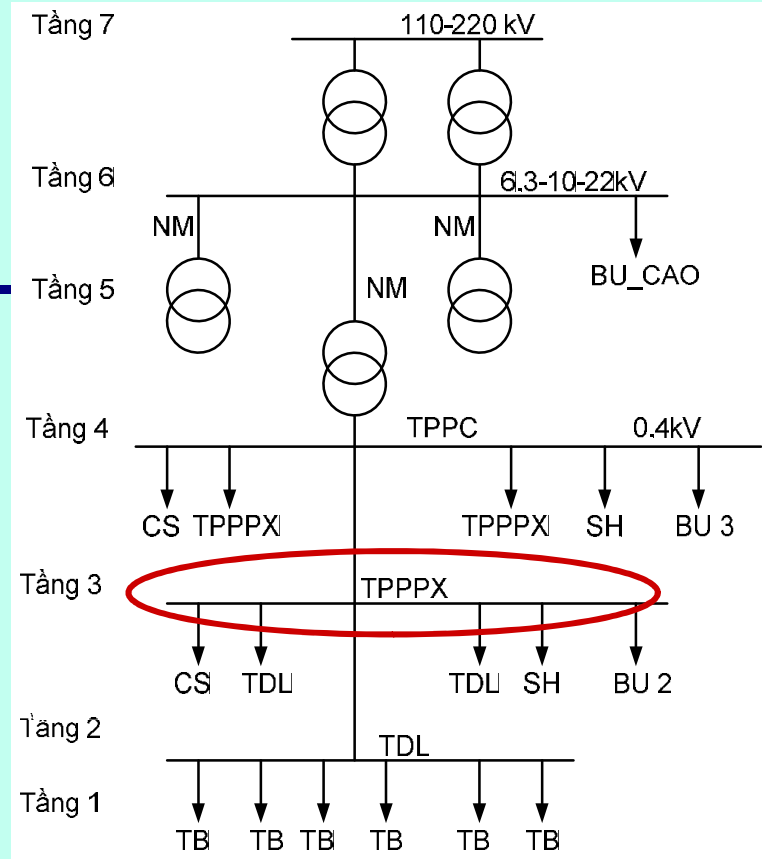 Tầng 7
110-220 kV
Tầng 6
6.3-10-22kV
NM
NM
Tầng 5
NM
BU_CAO
Tầng 4
TPPC
0.4kV
CS
TPPPX
TPPPX
SH
BU 3
Tầng 3
TPPPX
CS
TDL
TDL
SH
BU 2
Tầng 2
TDL
Tầng 1
TB
TB
TB
TB
TB
TB